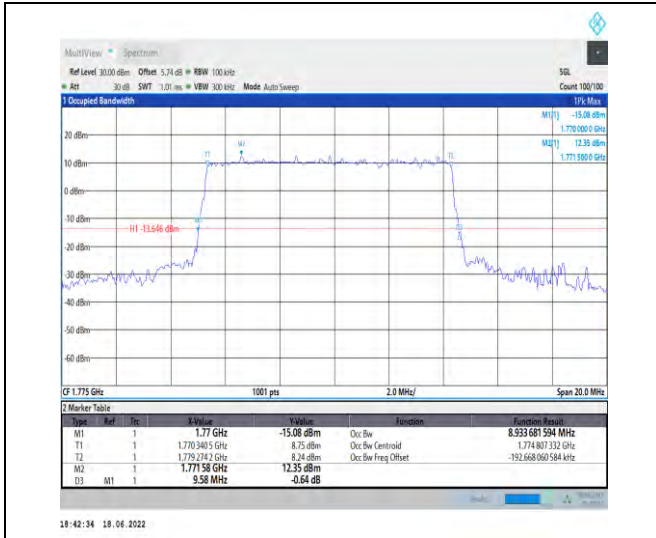 MultiView Spectrum
Ref Level 30.00 dBm Offset 5.74 dB RBW 100 kHz SGL
Att 30 dB SWT 1.01 ms VBW 300 kHz Mode Auto Sweep Count 100/100
1 Occupied Bandwidth 1Pk Max
M1[1] -15.08 dBm
1.770 000 0 GHz
M2[1] 12.35 dBm
1.771 580 0 GHz
20 dBm
M2
T1
10 dBm
0 dBm
-10 dBm
H1 -13.646 dBm
-20 dBm
-30 dBm
-40 dBm
-50 dBm
-60 dBm
CF 1.775 GHz 1001 pts 2.0 MHz/ Span 20.0 MHz
2 Marker Table
Type Ref Trc X-Value Y-Value Function Function Result
M1 1 1.77 GHz -15.08 dBm Occ Bw 8.933 681 594 MHz
T1 1 1.770 340 5 GHz 8.75 dBm Occ Bw Centroid 1.774 807 332 GHz
T2 1 1.779 274 2 GHz 8.24 dBm Occ Bw Freq Offset -192.668 060 584 kHz
M2 1 1.771 58 GHz 12.35 dBm
D3 M1 1 9.58 MHz -0.64 dB
18:42:34 18.06.2022